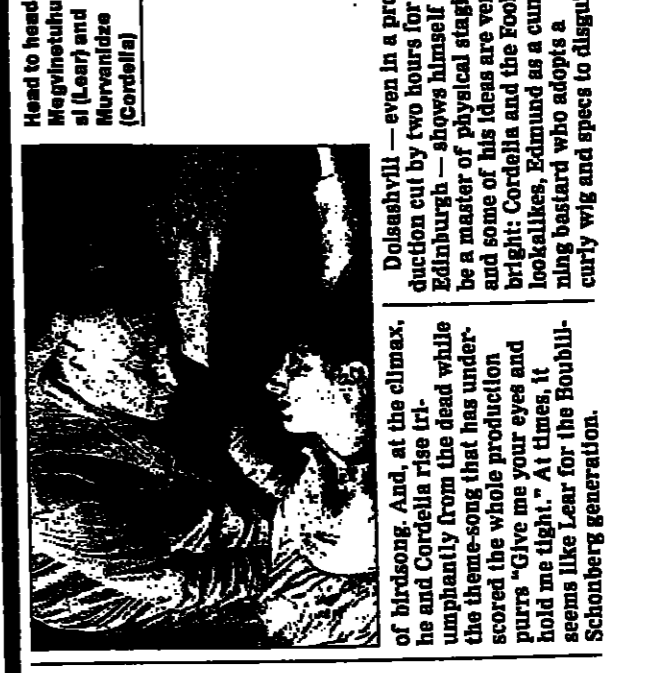 Head to head
Megvinetuhu
si (Lear) and
Murvanidze
(Cordelia)
of birdsong. And, at the climax,
he and Cordelia rise tri-
umphantly from the dead while
the theme-song that has under-
scored the whole production
purrs "Give me your eyes and
hold me tight." At times, it
seems like Lear for the Boublil-
Schonberg generation.
Doisashvili — even in a pro
duction cut by two hours for
Edinburgh — shows himself
be a master of physical stagi
and some of his ideas are ver
bright: Cordelia and the Fool
lookalikes, Edmund as a cun
ning bastard who adopts a
curly wig and specs to disgu